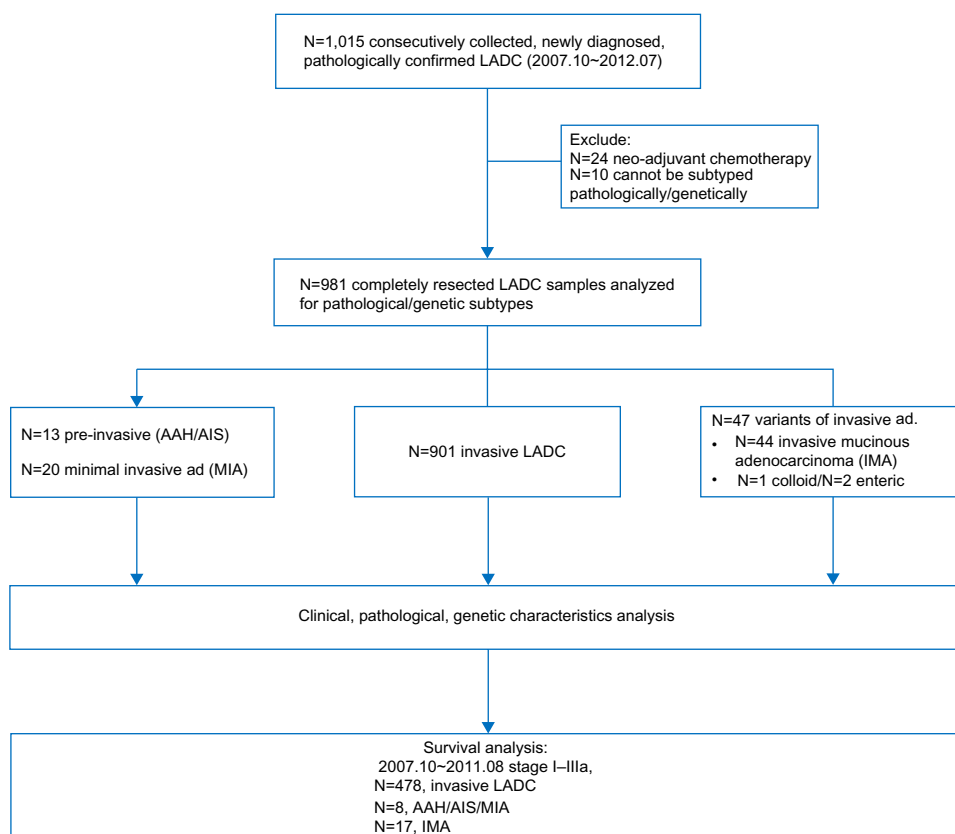 N=1,015 consecutively collected, newly diagnosed,
pathologically confirmed LADC (2007.10~2012.07)
Exclude:
N=24 neo-adjuvant chemotherapy
N=10 cannot be subtyped
pathologically/genetically
N=981 completely resected LADC samples analyzed
for pathological/genetic subtypes
N=13 pre-invasive (AAH/AIS)
N=20 minimal invasive ad (MIA)
N=901 invasive LADC
N=47 variants of invasive ad.
• N=44 invasive mucinous
adenocarcinoma (IMA)
• N=1 colloid/N=2 enteric
Clinical, pathological, genetic characteristics analysis
Survival analysis:
2007.10~2011.08 stage I–IIIa,
N=478, invasive LADC
N=8, AAH/AIS/MIA
N=17, IMA